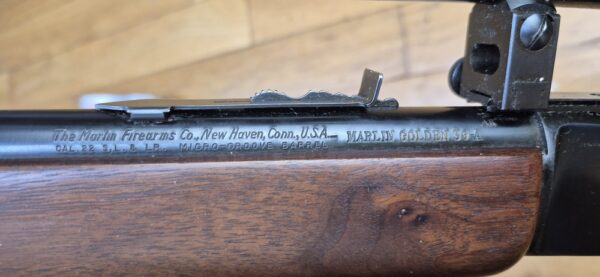 The Marlin Firearms Co., New Haven, Conn., U.S.A. — MARLIN GOLDEN 39-A
CAL. 22 S. L. & L.R. MICRO-GROOVE BARREL